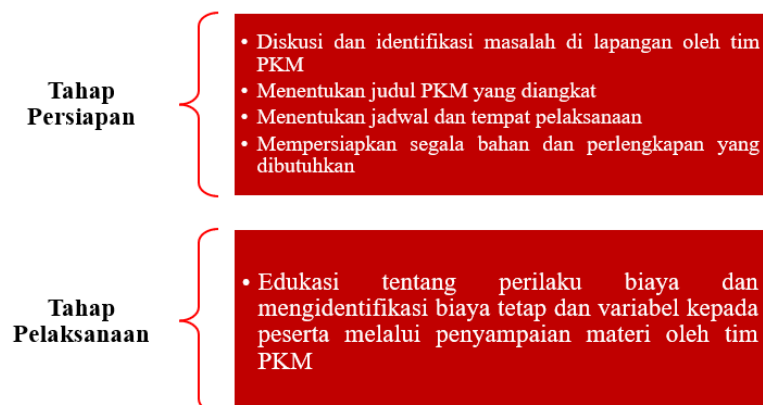 Tahap
Persiapan
• Diskusi dan identifikasi masalah di lapangan oleh tim
PKM
• Menentukan judul PKM yang diangkat
• Menentukan jadwal dan tempat pelaksanaan
• Mempersiapkan segala bahan dan perlengkapan yang
dibutuhkan
Tahap
Pelaksanaan
• Edukasi tentang perilaku biaya dan
mengidentifikasi biaya tetap dan variabel kepada
peserta melalui penyampaian materi oleh tim
PKM